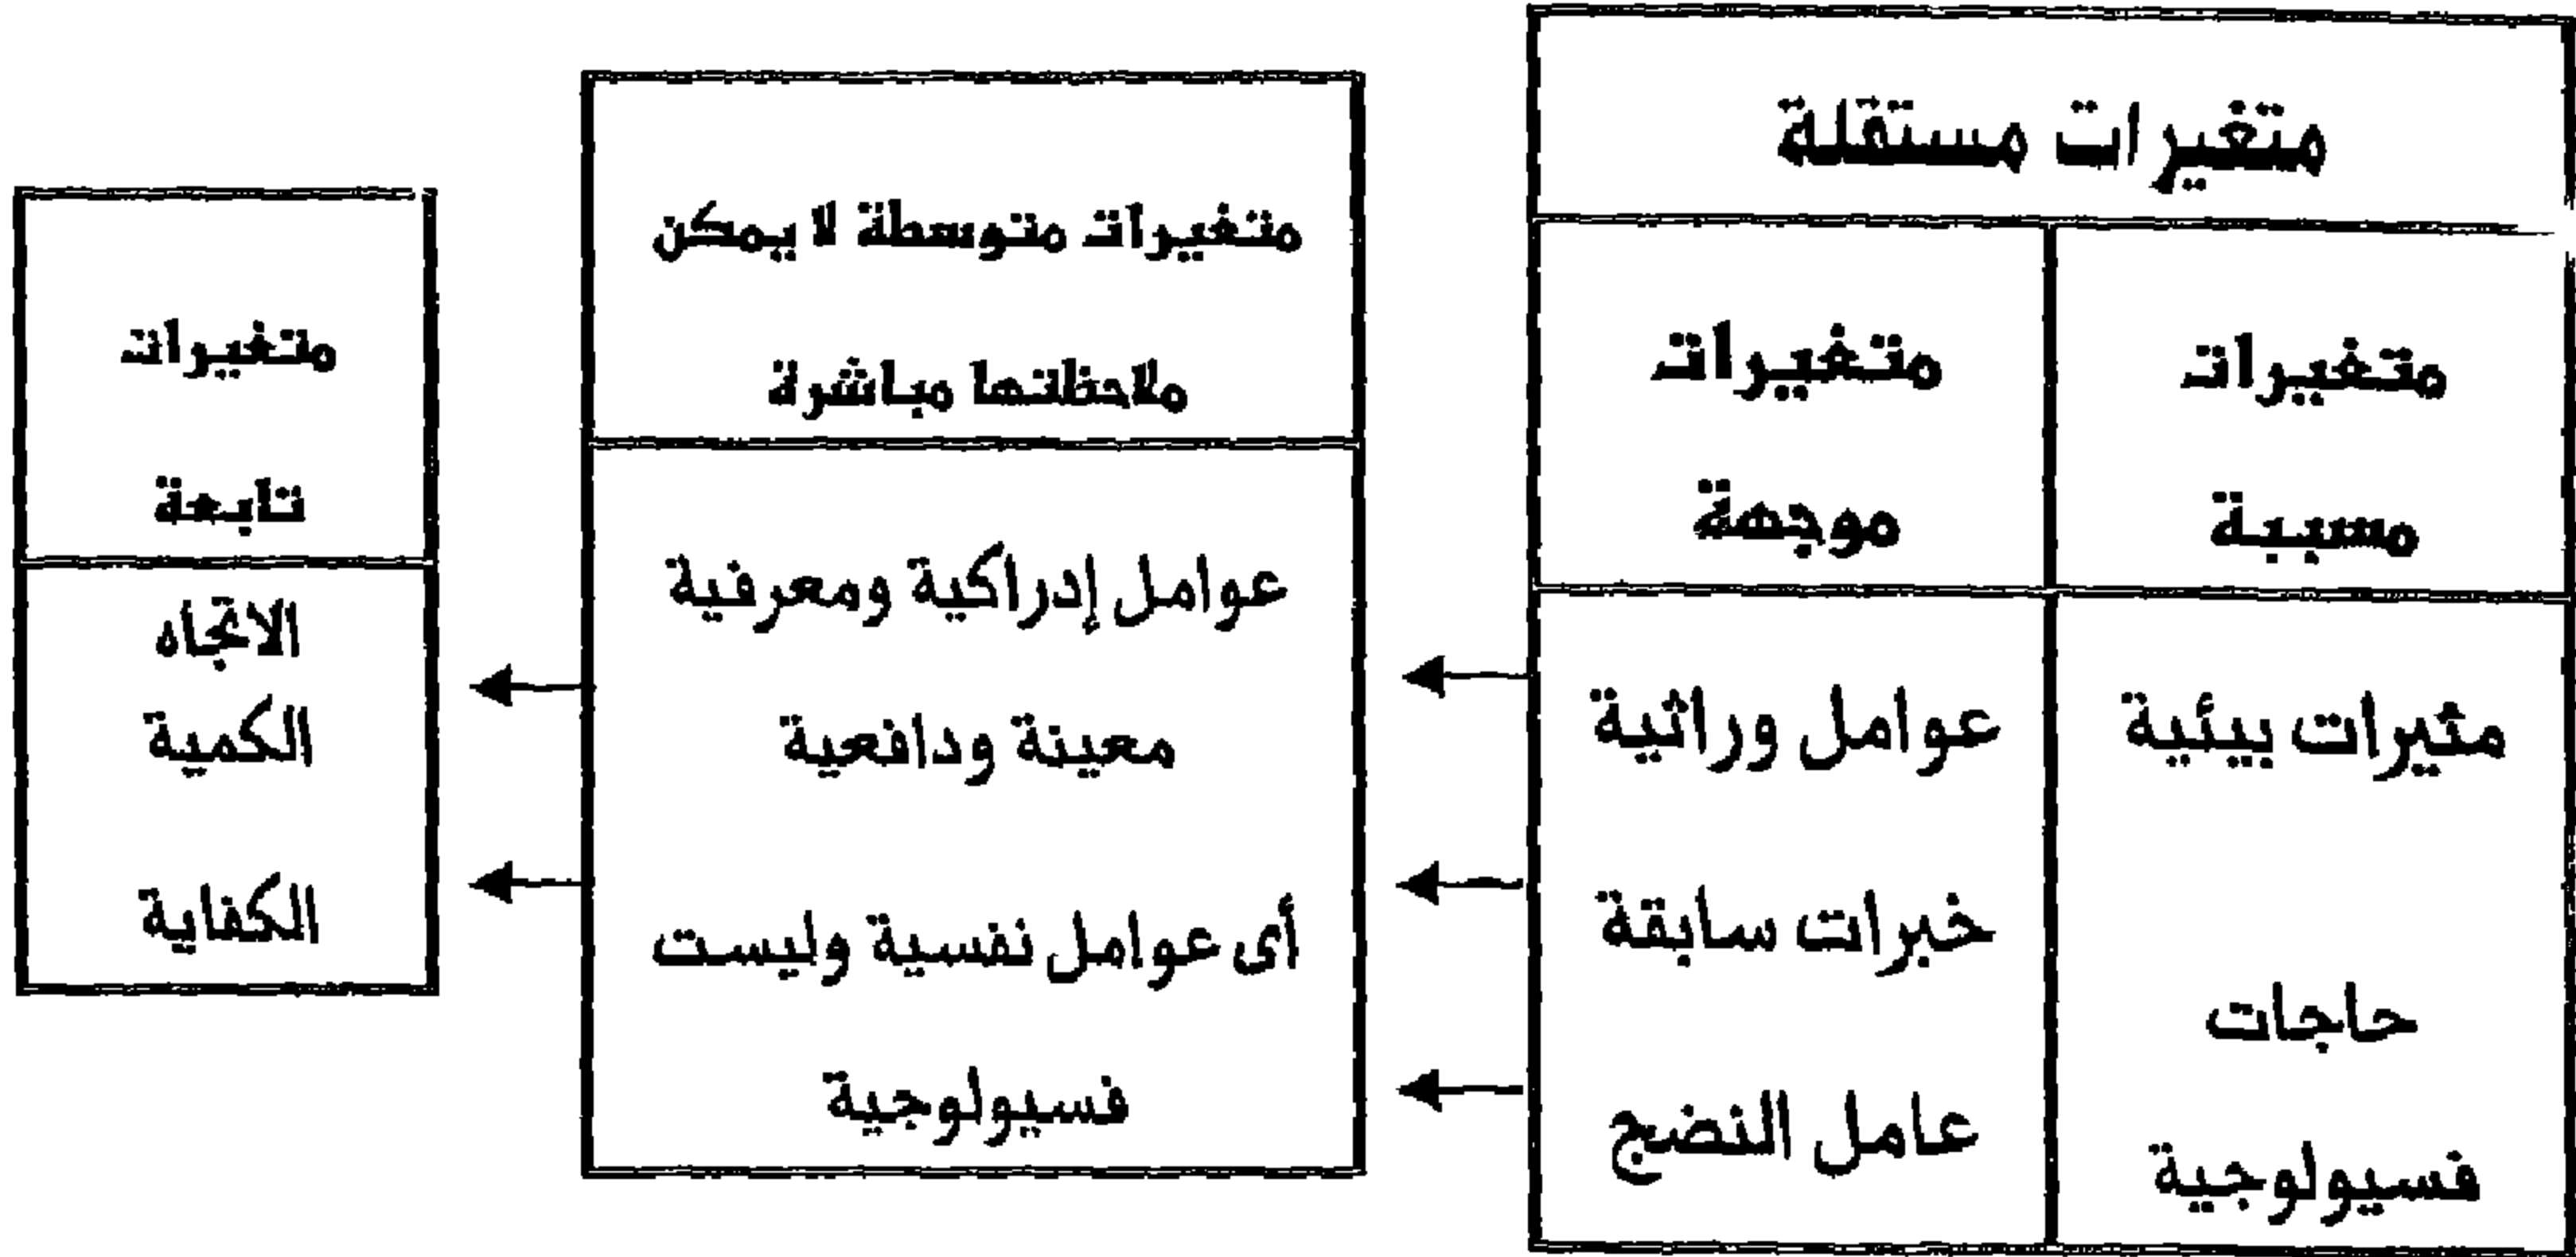 متغيرات مستقلة
متغيرات
مسببة
مثيرات بيئية
حاجات
فسيولوجية
متغيرات
موجهة
عوامل وراثية
خبرات سابقة
عامل النضج
متغيرات متوسطة لا يمكن
ملاحظتها مباشرة
عوامل إدراكية ومعرفية
معينة ودافعية
أى عوامل نفسية وليست
فسيولوجية
متغيرات
تابعة
الاتجاه
الكمية
الكفاية